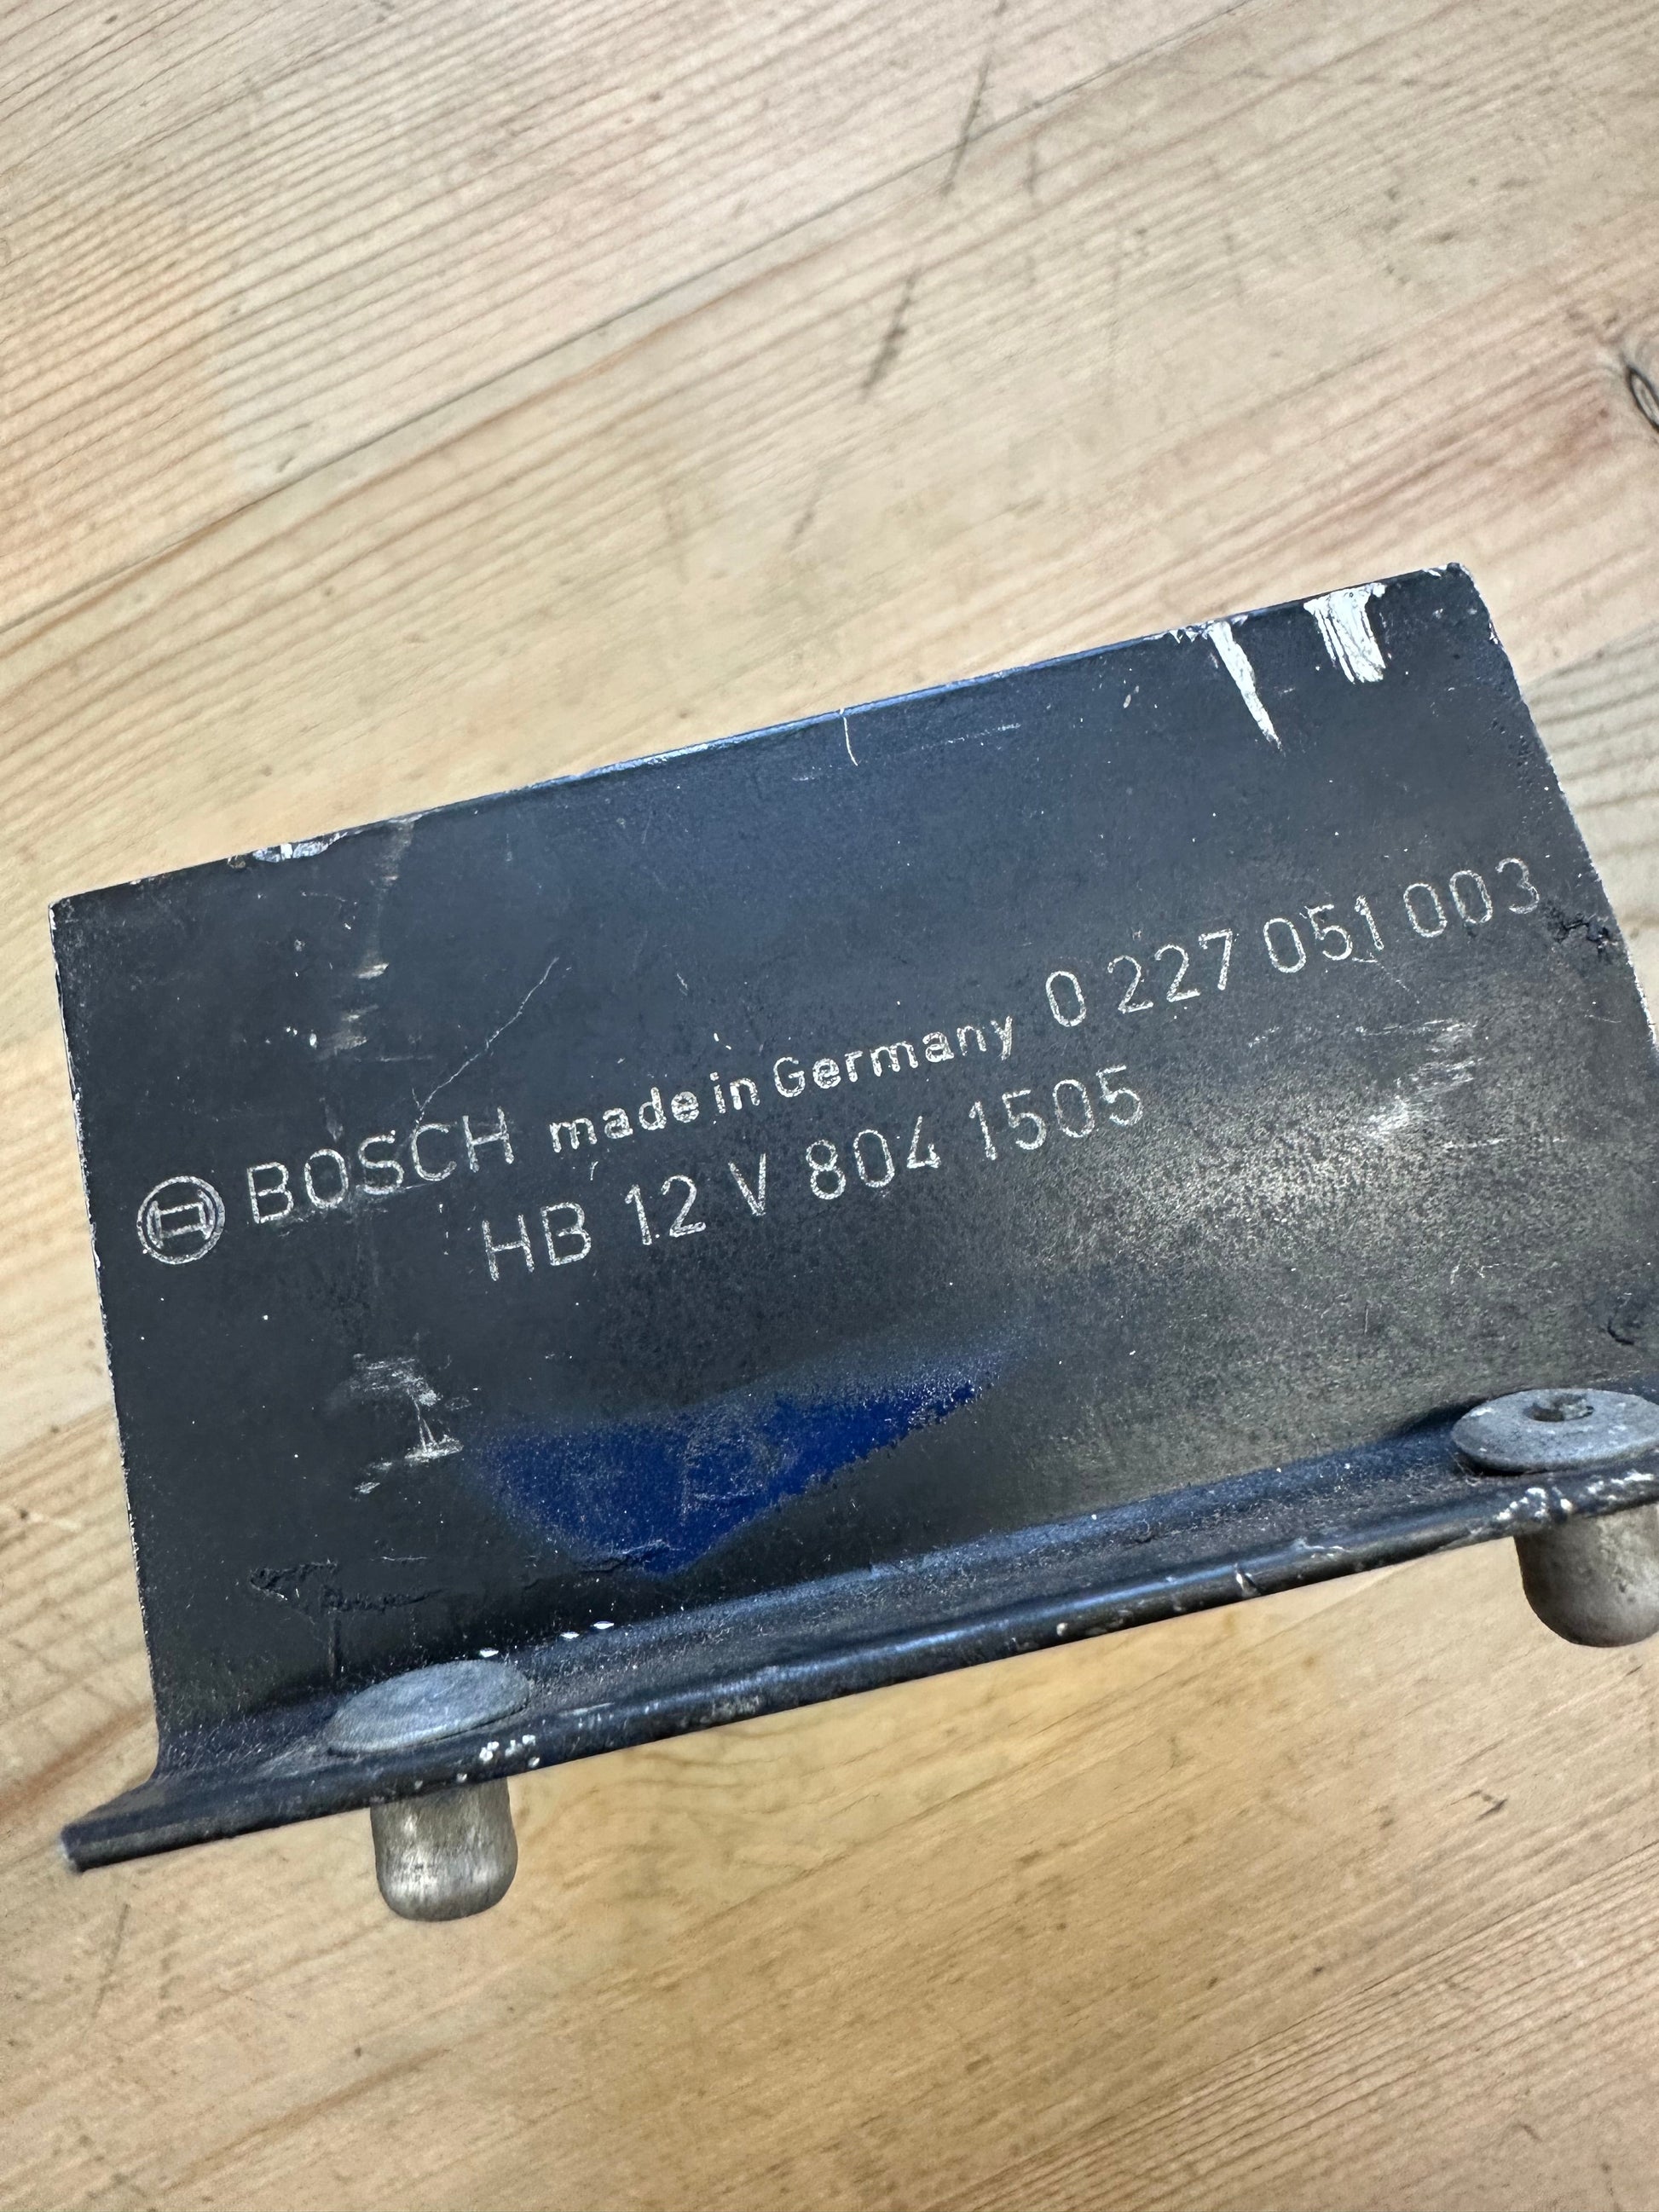 BOSCH made in Germany 0 227 051 003
HB 12 V 804 1505